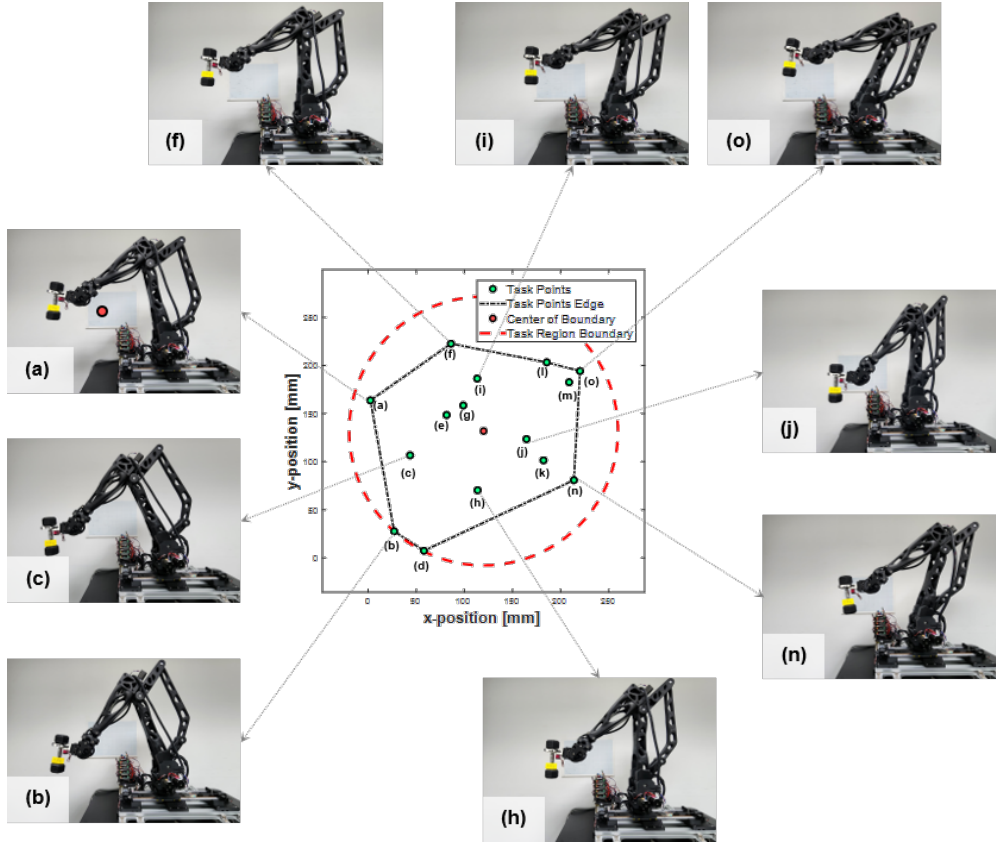 (f)
(i)
(o)
(a)
(c)
(b)
(j)
(n)
(h)
Task Points
Task Points Edge
Center of Boundary
Task Region Boundary
(f)
(l)
(o)
(i)
(m)
(a)
(g)
(e)
(j)
(c)
(k)
(h)
(n)
(b)
(d)
250
200
150
100
50
0
y-position [mm]
0 50 100 150 200 250
x-position [mm]